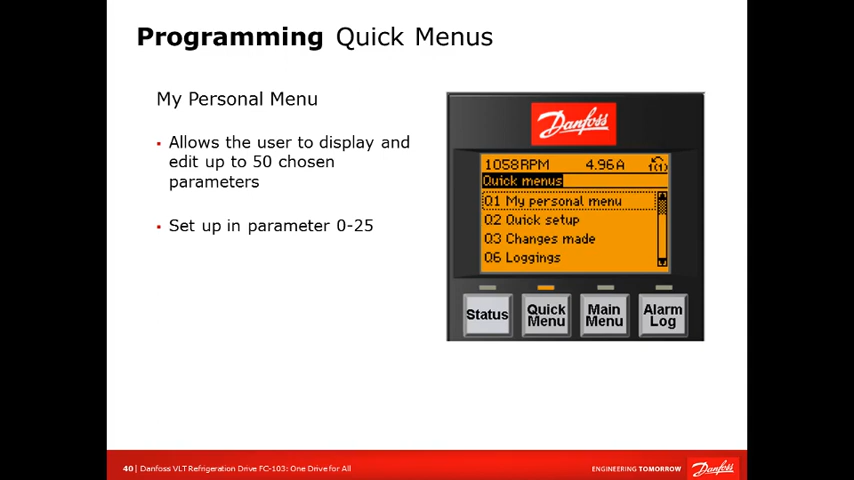 Programming Quick Menus
My Personal Menu
Allows the user to display and
edit up to 50 chosen
parameters
Set up in parameter 0-25
Danfoss
1058RPM 4.96A 1(1)
Quick menus
Q1 My personal menu
Q2 Quick setup
Q3 Changes made
Q6 Loggings
Status
Quick
Menu
Main
Menu
Alarm
Log
40 | Danfoss VLT Refrigeration Drive FC-103: One Drive for All
ENGINEERING TOMORROW
Danfoss